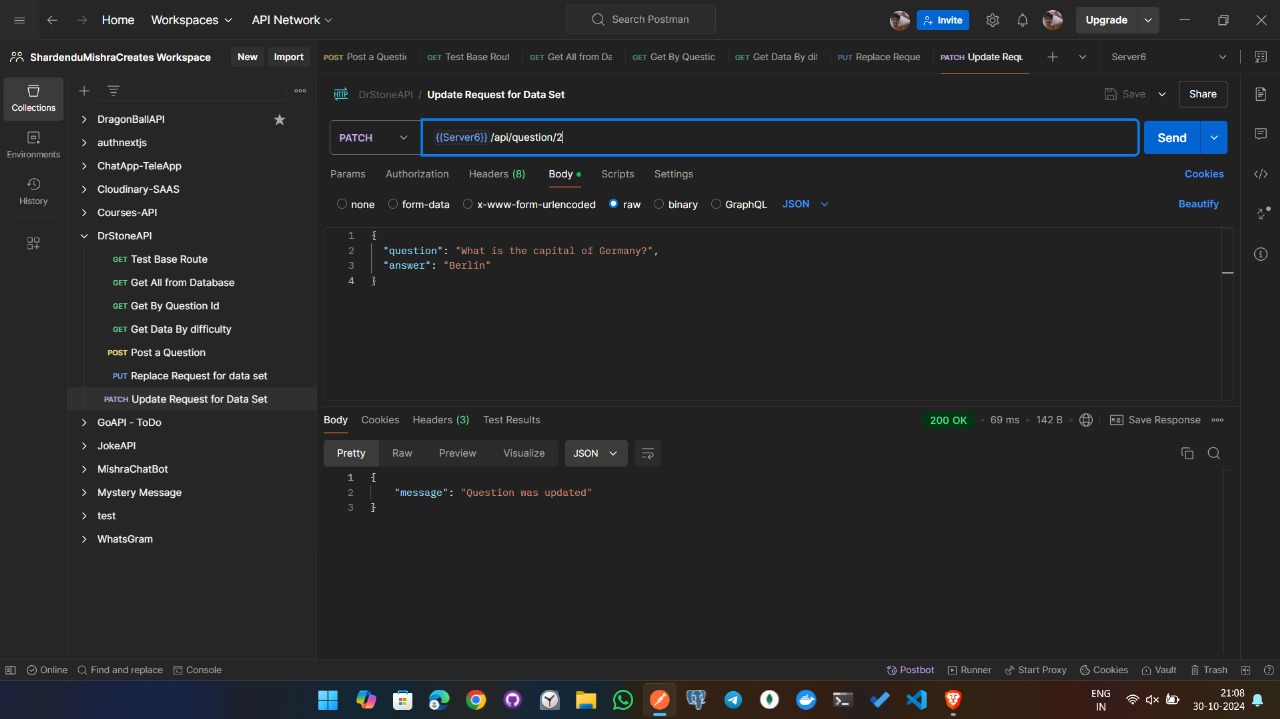 Home Workspaces API Network Search Postman Invite Upgrade
ShardenduMishraCreates Workspace New Import POST Post a Questic GET Test Base Rout GET Get All from Da GET Get By Questic GET Get Data By dif PUT Replace Reque PATCH Update Requ Server6
Collections
Environments
History
DragonBallAPI
authnextjs
ChatApp-TeleApp
Cloudinary-SAAS
Courses-API
DrStoneAPI
GET Test Base Route
GET Get All from Database
GET Get By Question Id
GET Get Data By difficulty
POST Post a Question
PUT Replace Request for data set
PATCH Update Request for Data Set
GoAPI - ToDo
JokeAPI
MishraChatBot
Mystery Message
test
WhatsGram
HTTP DrStoneAPI / Update Request for Data Set Save Share
PATCH {{Server6}} /api/question/2 Send
Params Authorization Headers (8) Body Scripts Settings Cookies
none form-data x-www-form-urlencoded raw binary GraphQL JSON Beautify
1 {
2 "question": "What is the capital of Germany?",
3 "answer": "Berlin"
4 }
Body Cookies Headers (3) Test Results 200 OK 69 ms 142 B Save Response
Pretty Raw Preview Visualize JSON
1 {
2 "message": "Question was updated"
3 }
Online Find and replace Console Postbot Runner Start Proxy Cookies Vault Trash
ENG
IN
21:08
30-10-2024